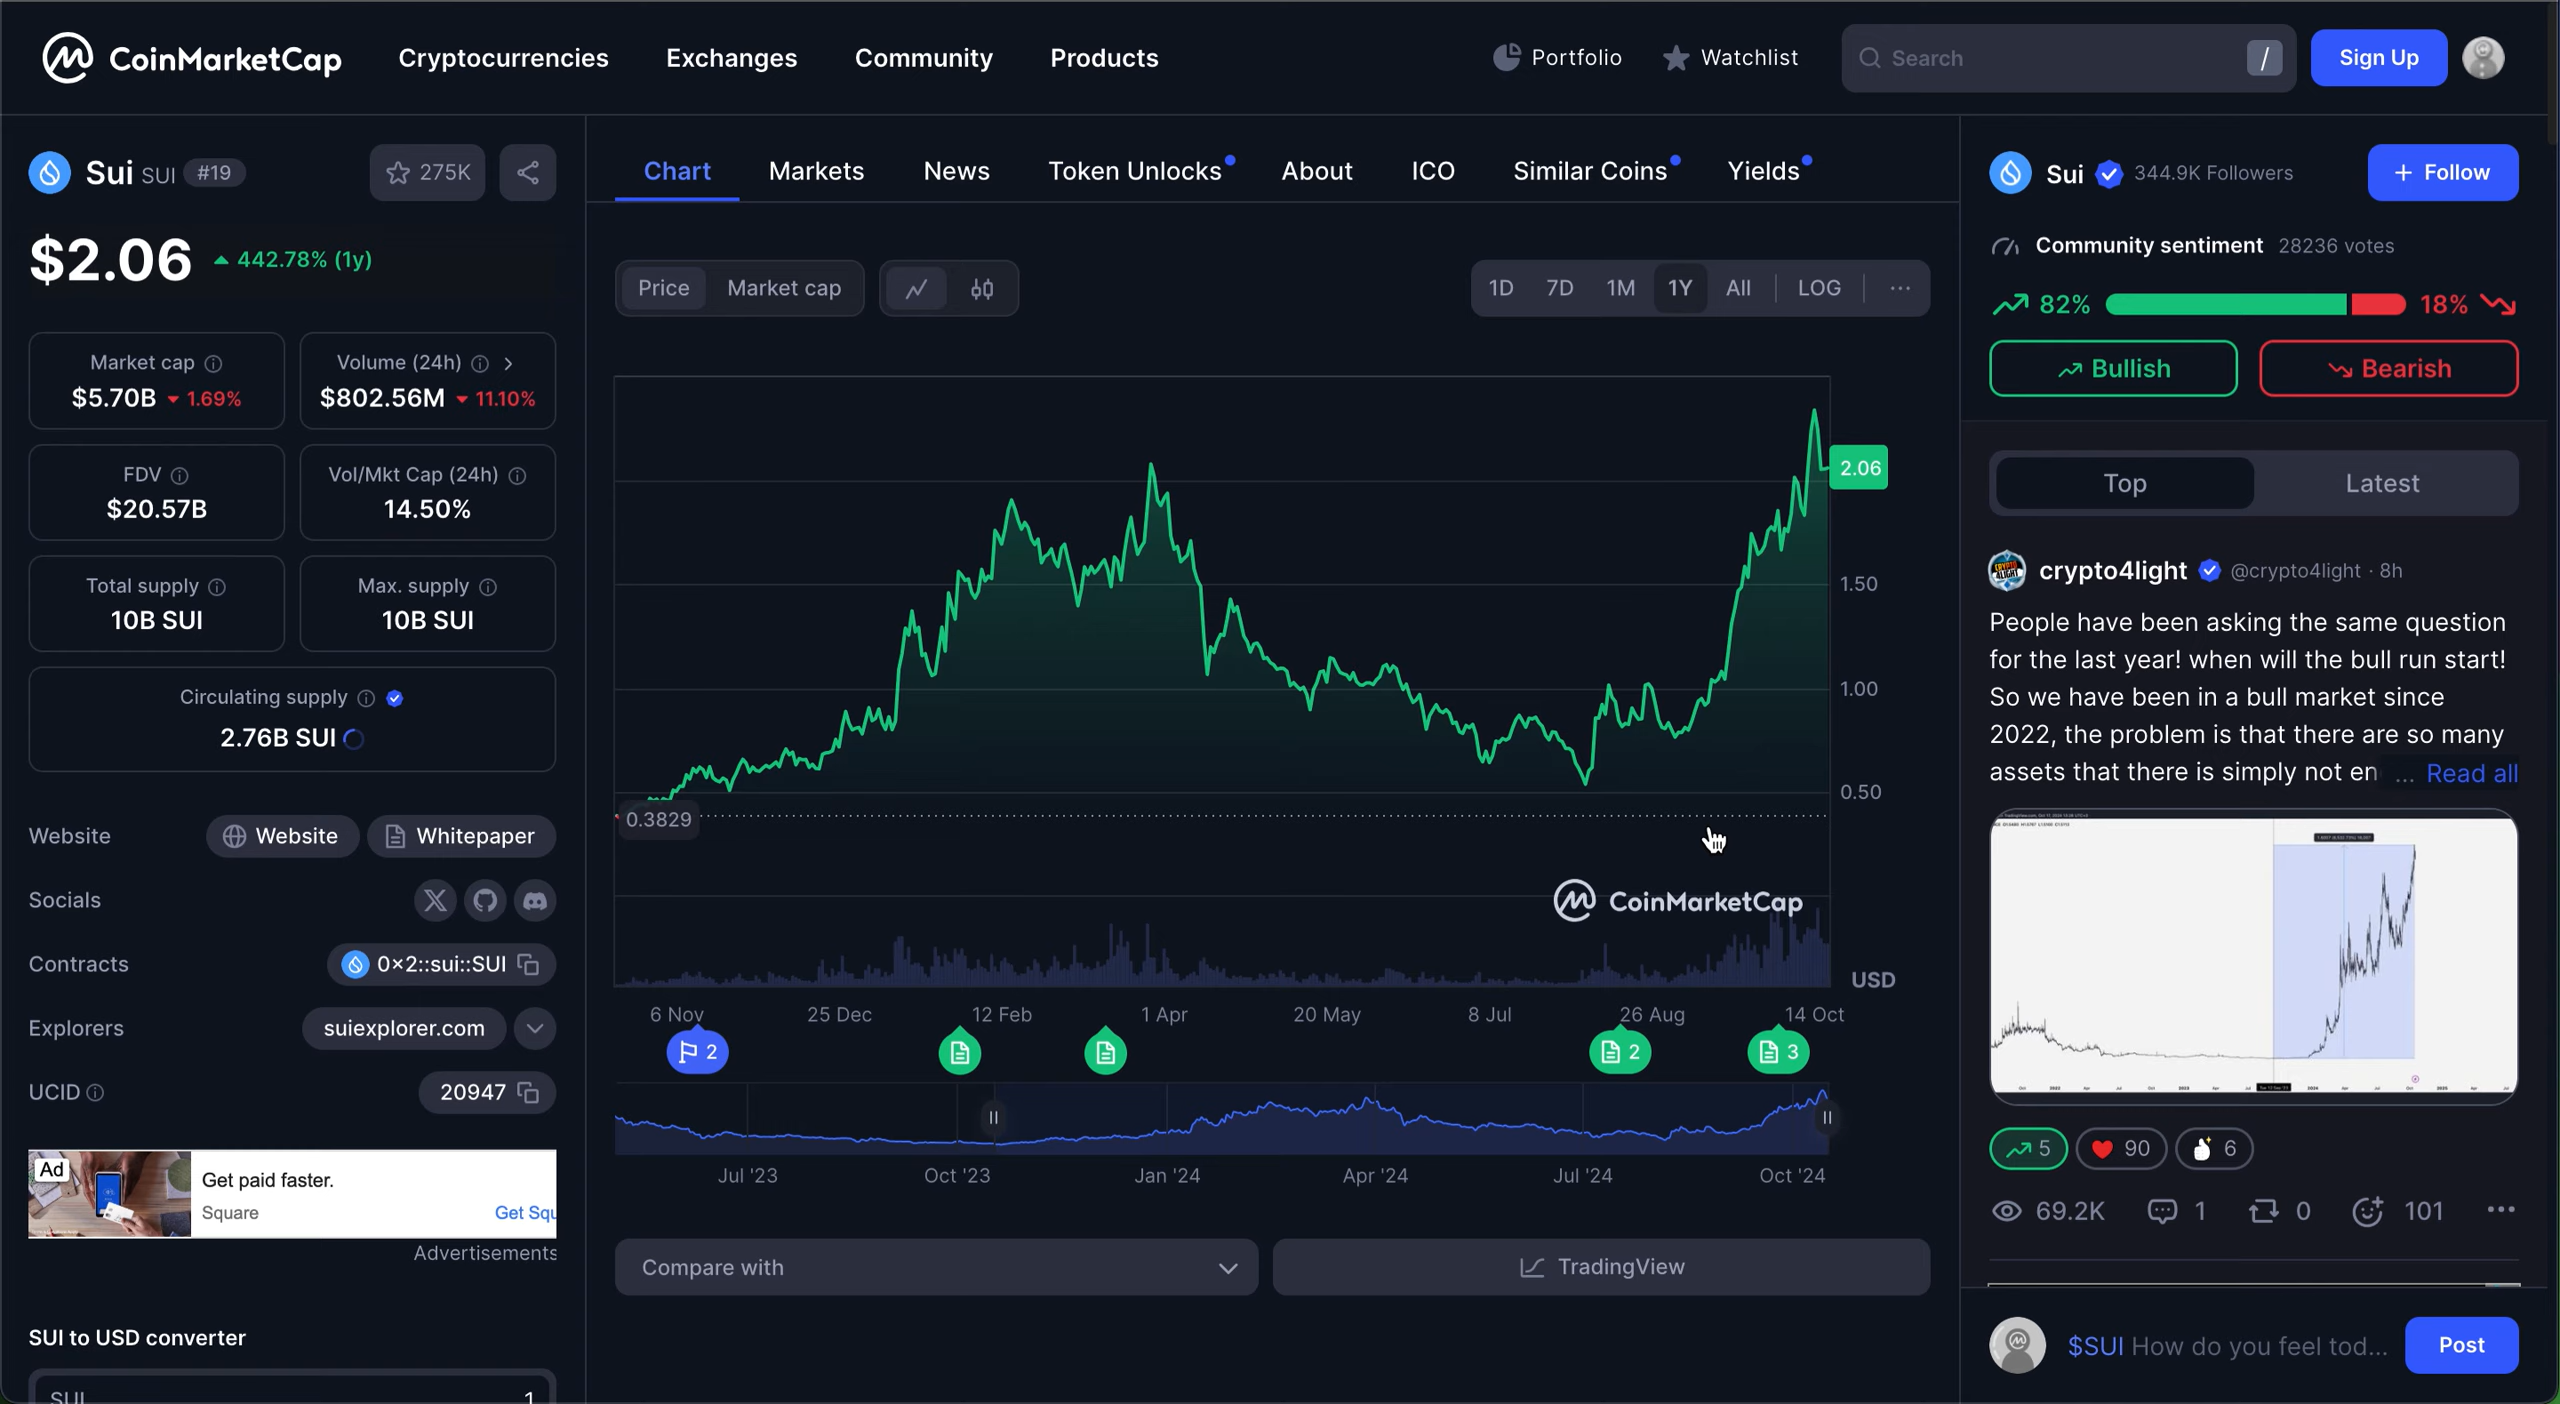 CoinMarketCap
Cryptocurrencies
Exchanges
Community
Products
Portfolio
Watchlist
Search
/
Sign Up
Sui SUI #19
275K
$2.06 442.78% (1y)
Market cap
$5.70B 1.69%
Volume (24h)
$802.56M 11.10%
FDV
$20.57B
Vol/Mkt Cap (24h)
14.50%
Total supply
10B SUI
Max. supply
10B SUI
Circulating supply
2.76B SUI
Website
Website
Whitepaper
Socials
Contracts
0×2::sui::SUI
Explorers
suiexplorer.com
UCID
20947
Ad
Get paid faster.
Square
Get Squ
Advertisements
SUI to USD converter
SUI
1
Chart
Markets
News
Token Unlocks
About
ICO
Similar Coins
Yields
Price
Market cap
1D
7D
1M
1Y
All
LOG
2.06
1.50
1.00
0.50
0.3829
CoinMarketCap
USD
6 Nov
25 Dec
12 Feb
1 Apr
20 May
8 Jul
26 Aug
14 Oct
2
2
3
Jul '23
Oct '23
Jan '24
Apr '24
Jul '24
Oct '24
Compare with
TradingView
Sui 344.9K Followers
+ Follow
Community sentiment 28236 votes
82%
18%
Bullish
Bearish
Top
Latest
crypto4light @crypto4light · 8h
People have been asking the same question
for the last year! when will the bull run start!
So we have been in a bull market since
2022, the problem is that there are so many
assets that there is simply not en ... Read all
5
90
6
69.2K
1
0
101
$SUI How do you feel tod...
Post